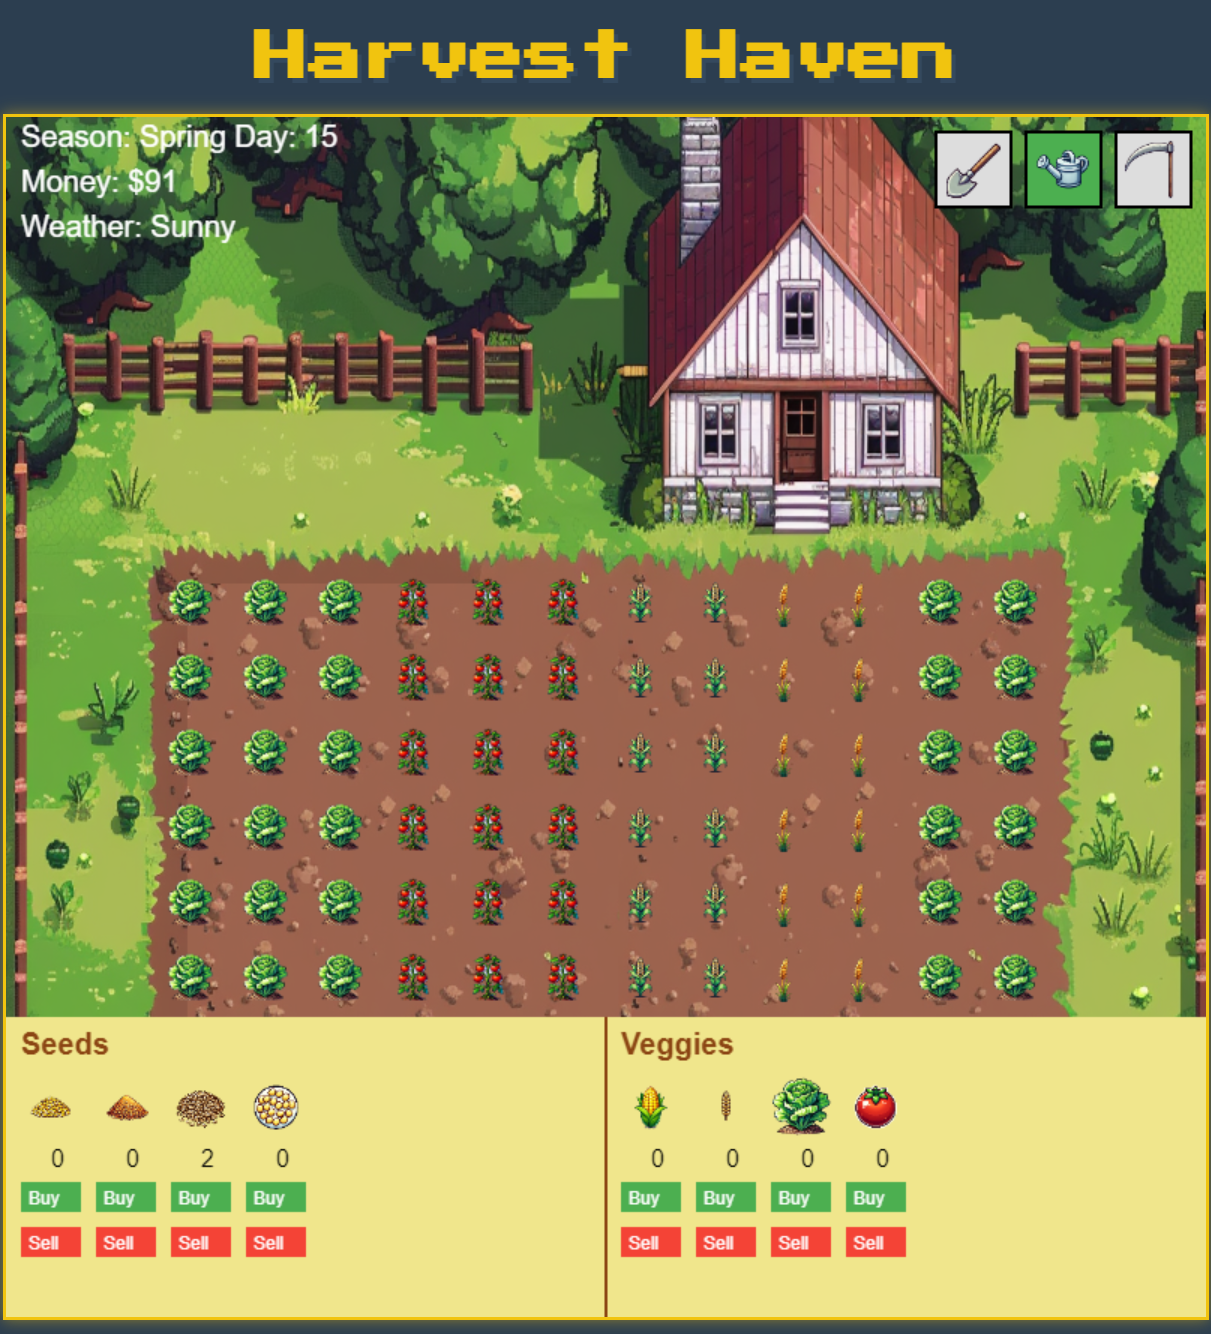 Harvest Haven
Season: Spring Day: 15
Money: $91
Weather: Sunny
Seeds
0 0 2 0
Buy Buy Buy Buy
Sell Sell Sell Sell
Veggies
0 0 0 0
Buy Buy Buy Buy
Sell Sell Sell Sell